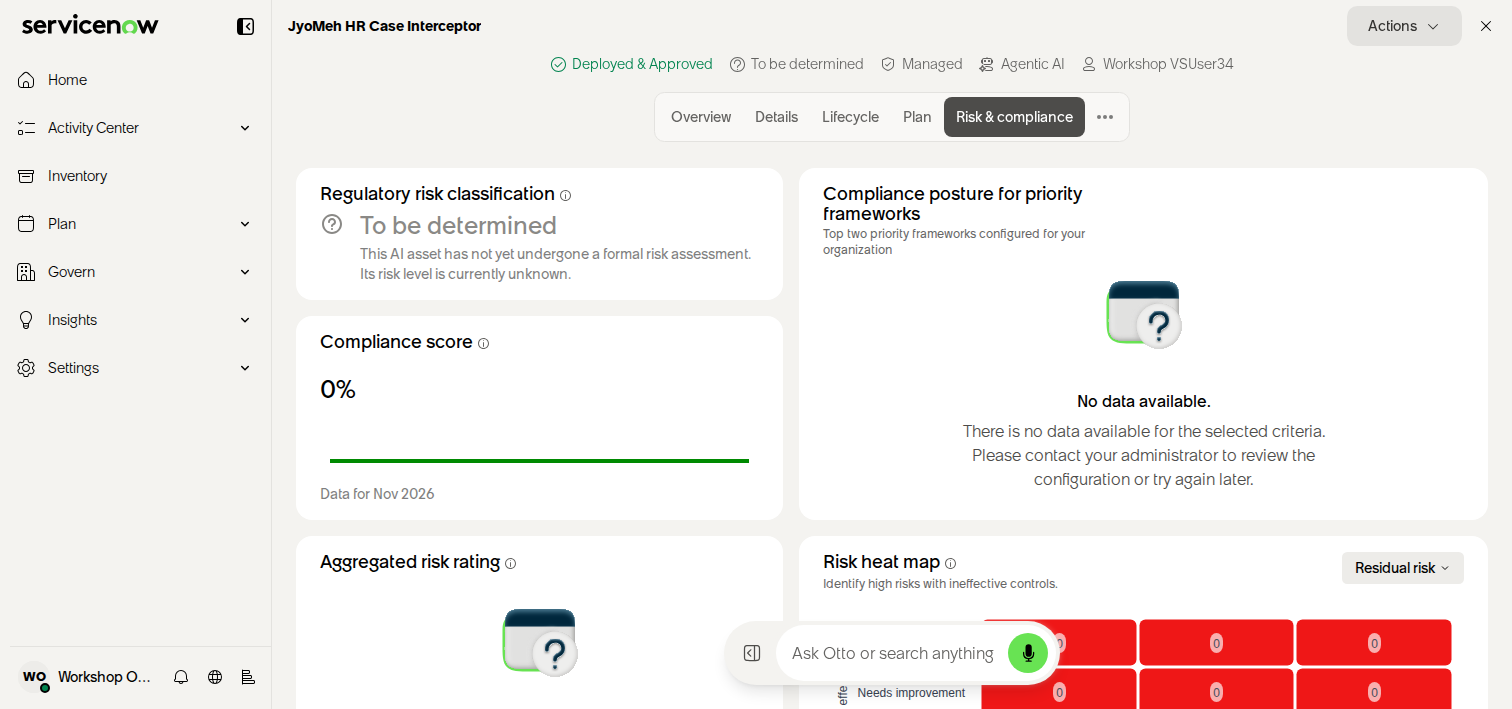 servicenow
JyoMeh HR Case Interceptor
Actions
Home
Activity Center
Inventory
Plan
Govern
Insights
Settings
Deployed & Approved
To be determined
Managed
Agentic AI
Workshop VSUser34
Overview
Details
Lifecycle
Plan
Risk & compliance
Regulatory risk classification
To be determined
This AI asset has not yet undergone a formal risk assessment.
Its risk level is currently unknown.
Compliance posture for priority
frameworks
Top two priority frameworks configured for your
organization
No data available.
There is no data available for the selected criteria.
Please contact your administrator to review the
configuration or try again later.
Compliance score
0%
Data for Nov 2026
Aggregated risk rating
Risk heat map
Identify high risks with ineffective controls.
Residual risk
0
0
0
Needs improvement
0
0
0
Ask Otto or search anything
WO
Workshop O...